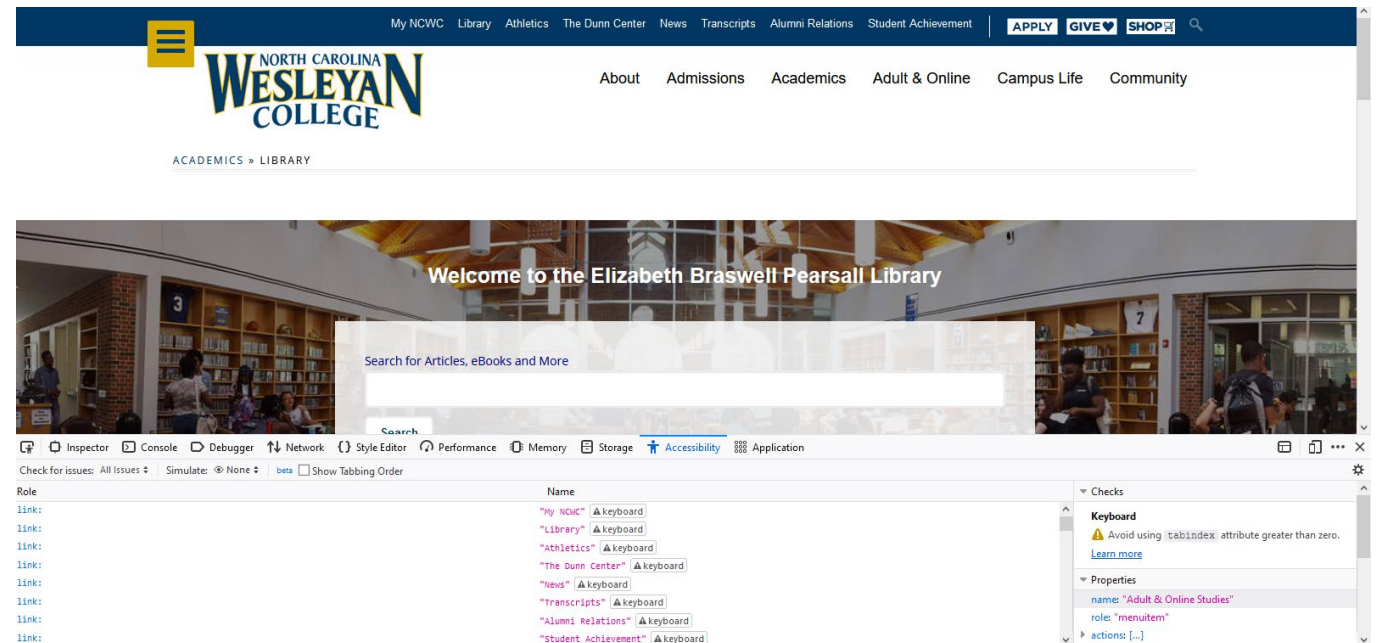 My NCWC Library Athletics The Dunn Center News Transcripts Alumni Relations Student Achievement APPLY GIVE SHOP
NORTH CAROLINA
WESLEYAN
COLLEGE
About Admissions Academics Adult & Online Campus Life Community
ACADEMICS » LIBRARY
Welcome to the Elizabeth Braswell Pearsall Library
3
7
Search for Articles, eBooks and More
Search
Inspector Console Debugger Network Style Editor Performance Memory Storage Accessibility Application
Check for issues: All Issues Simulate: None beta Show Tabbing Order
Role Name Checks
link: "My NCWC" keyboard
link: "Library" keyboard
link: "Athletics" keyboard
link: "The Dunn Center" keyboard
link: "News" keyboard
link: "Transcripts" keyboard
link: "Alumni Relations" keyboard
link: "Student Achievement" keyboard
Keyboard
Avoid using tabindex attribute greater than zero.
Learn more
Properties
name: "Adult & Online Studies"
role: "menuitem"
actions: [...]